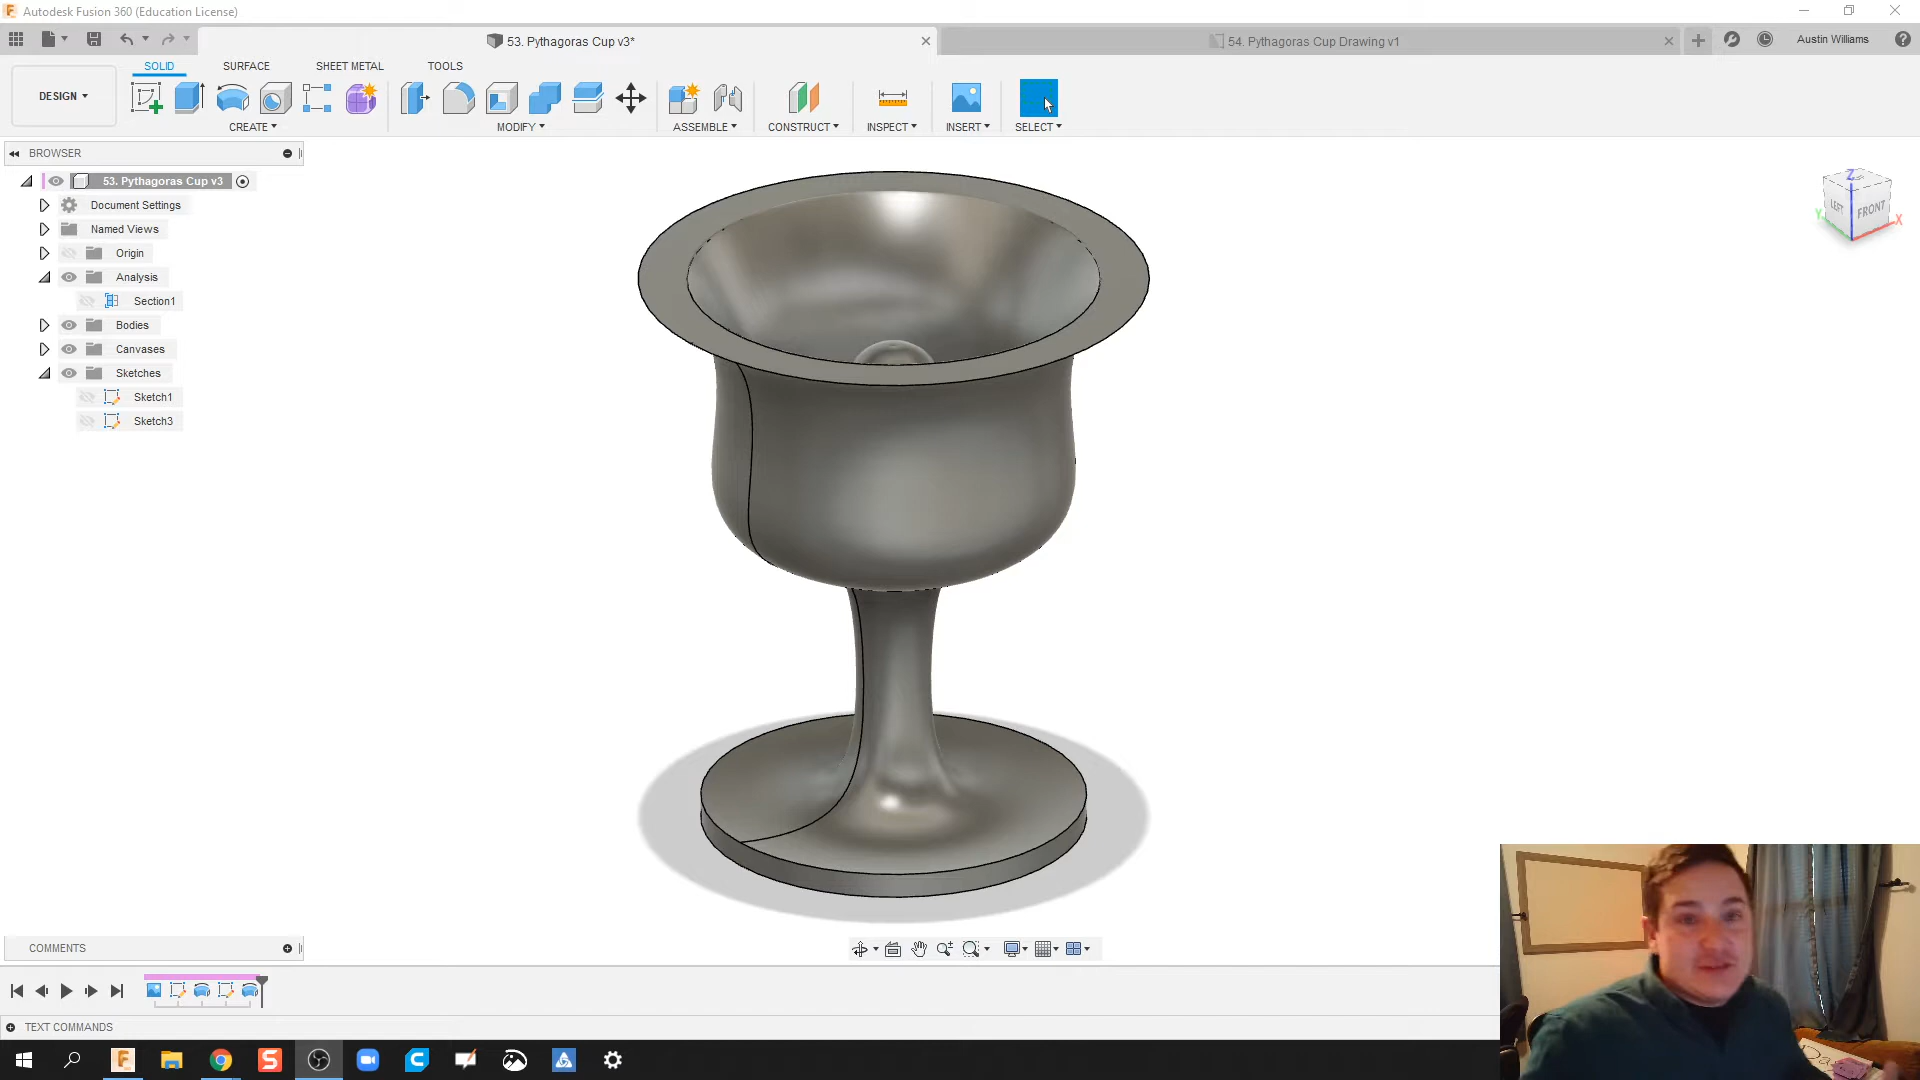 Autodesk Fusion 360 (Education License)
53. Pythagoras Cup v3*
54. Pythagoras Cup Drawing v1
Austin Williams
DESIGN
SOLID
SURFACE
SHEET METAL
TOOLS
CREATE
MODIFY
ASSEMBLE
CONSTRUCT
INSPECT
INSERT
SELECT
BROWSER
53. Pythagoras Cup v3
Document Settings
Named Views
Origin
Analysis
Section1
Bodies
Canvases
Sketches
Sketch1
Sketch3
Z
LEFT
FRONT
Y
X
COMMENTS
TEXT COMMANDS